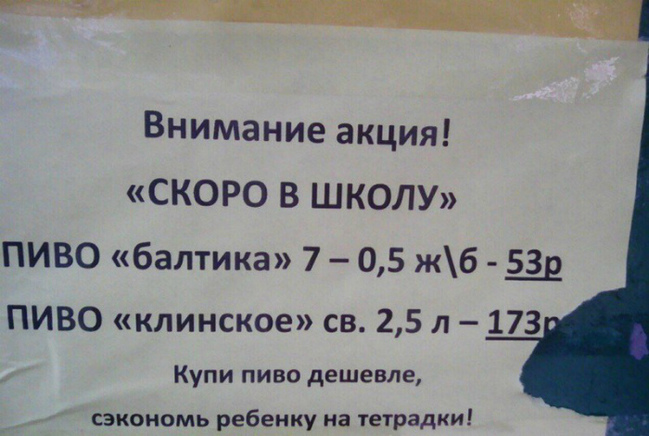 Внимание акция!
«СКОРО В ШКОЛУ»
ПИВО «балтика» 7 – 0,5 ж\б - 53р
ПИВО «клинское» св. 2,5 л – 173р
Купи пиво дешевле,
сэкономь ребенку на тетрадки!